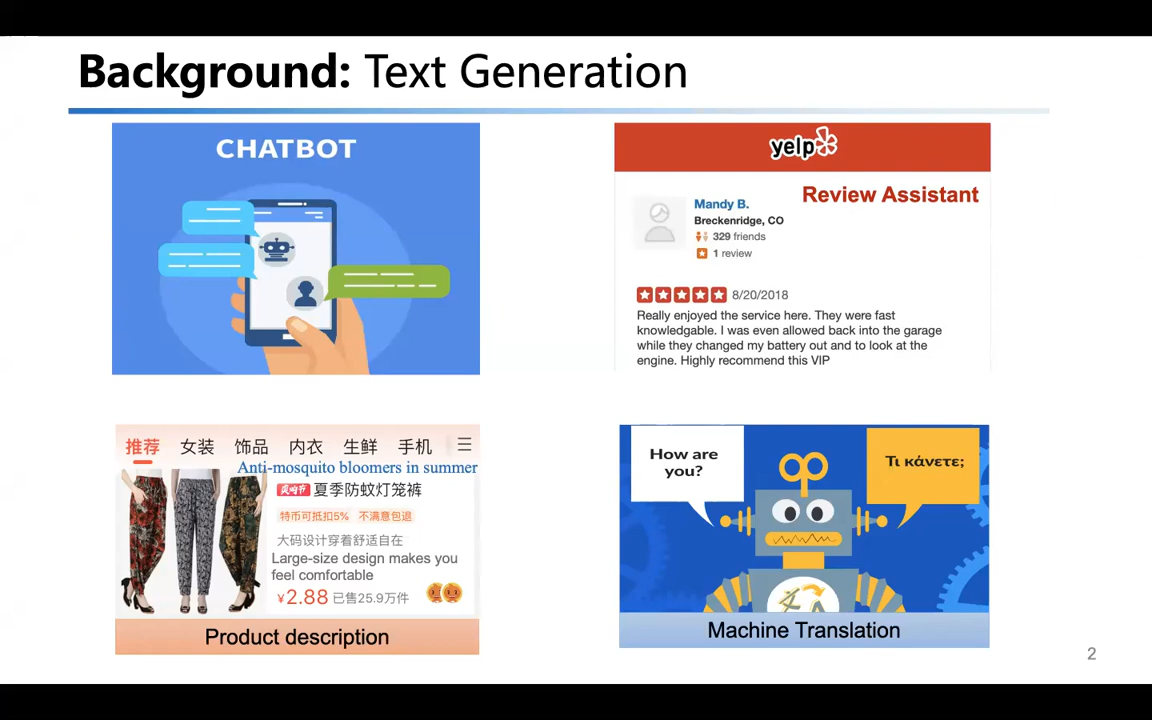 Background: Text Generation
CHATBOT
yelp
Review Assistant
Mandy B.
Breckenridge, CO
329 friends
1 review
8/20/2018
Really enjoyed the service here. They were fast
knowledgable. I was even allowed back into the garage
while they changed my battery out and to look at the
engine. Highly recommend this VIP
推荐 女装 饰品 内衣 生鲜 手机
Anti-mosquito bloomers in summer
夏季防蚊灯笼裤
特币可抵扣5% 不满意包退
大码设计穿着舒适自在
Large-size design makes you
feel comfortable
¥2.88 已售25.9万件
Product description
How are
you?
Τι κάνετε;
Machine Translation
2